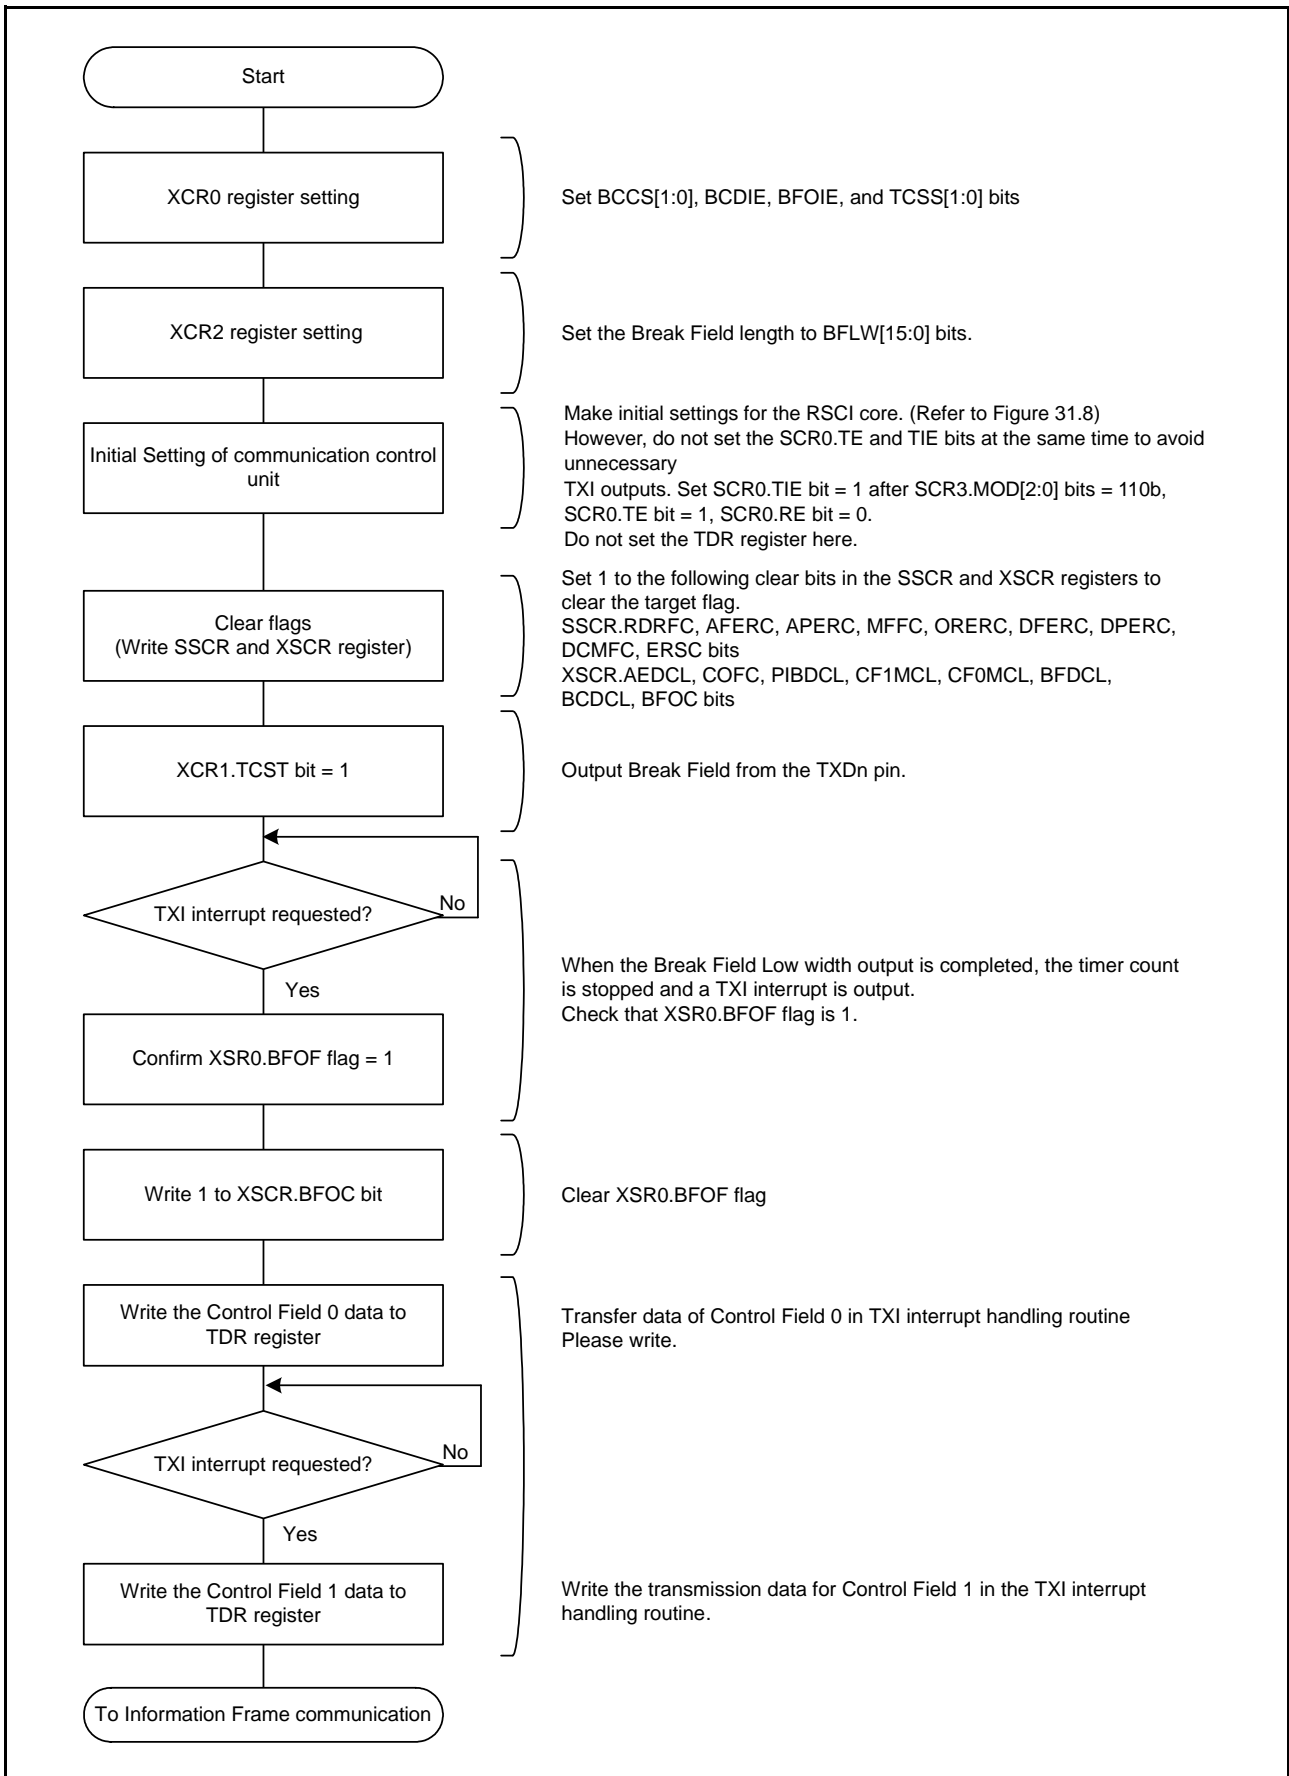 Start
XCR0 register setting
Set BCCS[1:0], BCDIE, BFOIE, and TCSS[1:0] bits
XCR2 register setting
Set the Break Field length to BFLW[15:0] bits.
Initial Setting of communication control
unit
Make initial settings for the RSCI core. (Refer to Figure 31.8)
However, do not set the SCR0.TE and TIE bits at the same time to avoid
unnecessary
TXI outputs. Set SCR0.TIE bit = 1 after SCR3.MOD[2:0] bits = 110b,
SCR0.TE bit = 1, SCR0.RE bit = 0.
Do not set the TDR register here.
Clear flags
(Write SSCR and XSCR register)
Set 1 to the following clear bits in the SSCR and XSCR registers to
clear the target flag.
SSCR.RDRFC, AFERC, APERC, MFFC, ORERC, DFERC, DPERC,
DCMFC, ERSC bits
XSCR.AEDCL, COFC, PIBDCL, CF1MCL, CF0MCL, BFDCL,
BCDCL, BFOC bits
XCR1.TCST bit = 1
Output Break Field from the TXDn pin.
TXI interrupt requested?
No
Yes
When the Break Field Low width output is completed, the timer count
is stopped and a TXI interrupt is output.
Check that XSR0.BFOF flag is 1.
Confirm XSR0.BFOF flag = 1
Write 1 to XSCR.BFOC bit
Clear XSR0.BFOF flag
Write the Control Field 0 data to
TDR register
Transfer data of Control Field 0 in TXI interrupt handling routine
Please write.
TXI interrupt requested?
No
Yes
Write the Control Field 1 data to
TDR register
Write the transmission data for Control Field 1 in the TXI interrupt
handling routine.
To Information Frame communication